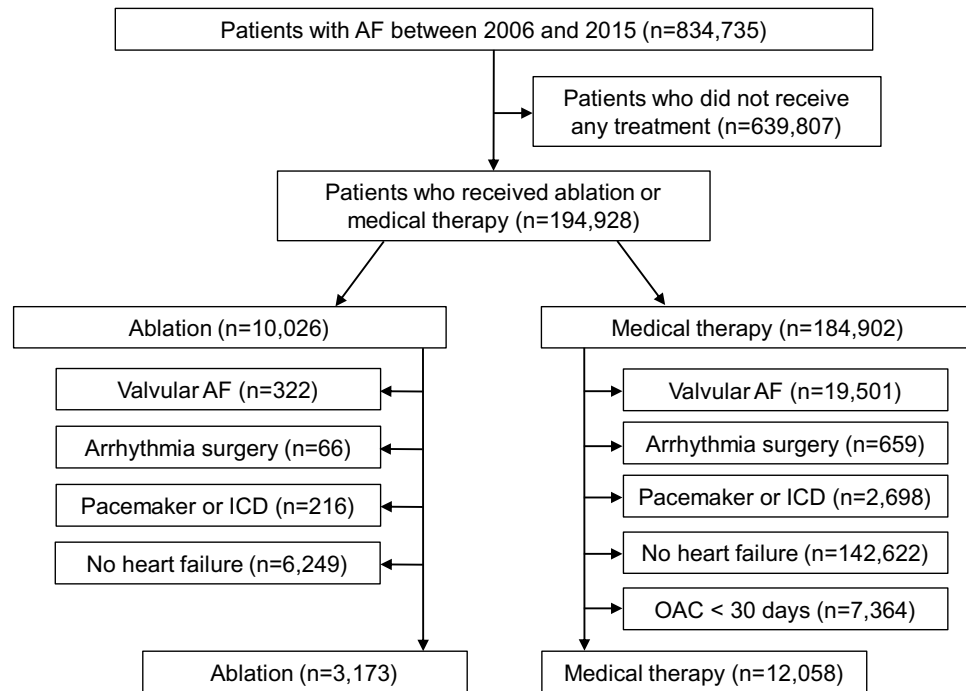 Patients with AF between 2006 and 2015 (n=834,735)
Patients who did not receive
any treatment (n=639,807)
Patients who received ablation or
medical therapy (n=194,928)
Ablation (n=10,026)
Medical therapy (n=184,902)
Valvular AF (n=322)
Valvular AF (n=19,501)
Arrhythmia surgery (n=66)
Arrhythmia surgery (n=659)
Pacemaker or ICD (n=216)
Pacemaker or ICD (n=2,698)
No heart failure (n=6,249)
No heart failure (n=142,622)
OAC < 30 days (n=7,364)
Ablation (n=3,173)
Medical therapy (n=12,058)